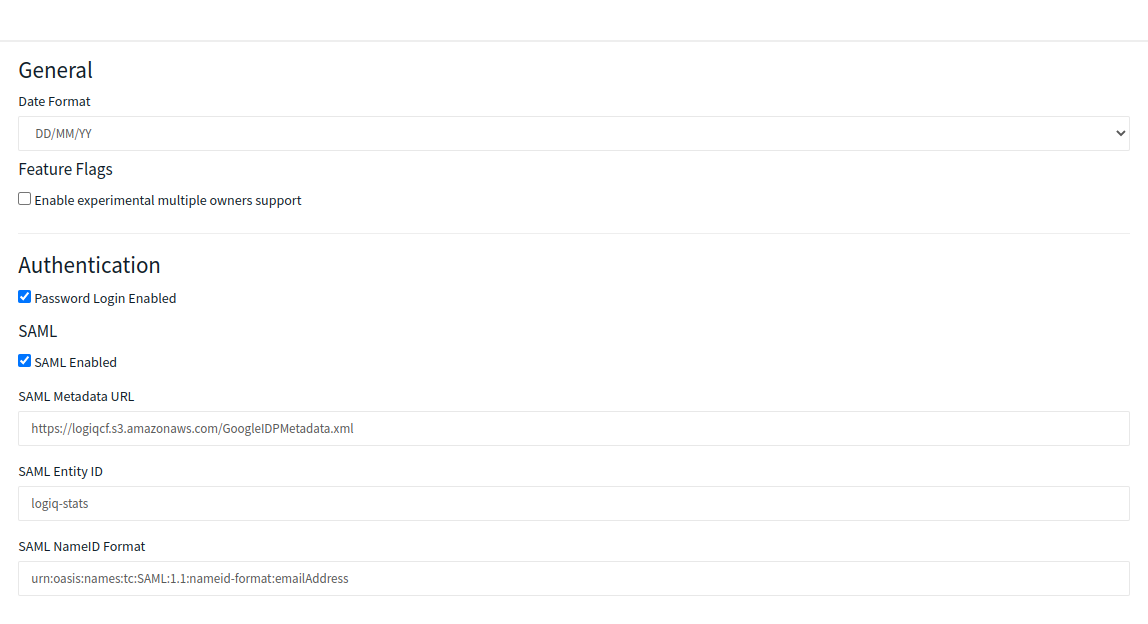 General
Date Format
DD/MM/YY
Feature Flags
Enable experimental multiple owners support
Authentication
Password Login Enabled
SAML
SAML Enabled
SAML Metadata URL
https://logiqcf.s3.amazonaws.com/GoogleIDPMetadata.xml
SAML Entity ID
logiq-stats
SAML NameID Format
urn:oasis:names:tc:SAML:1.1:nameid-format:emailAddress